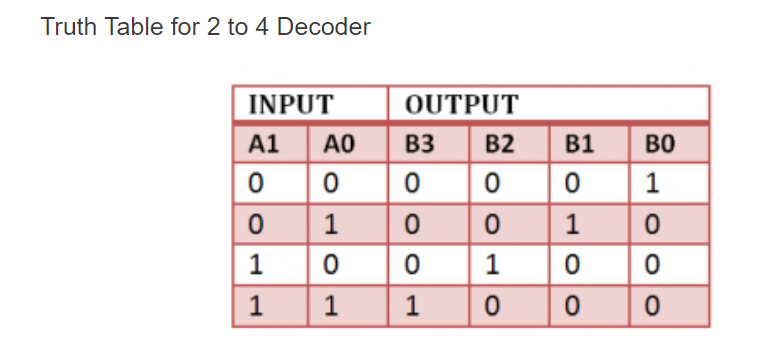 Truth Table for 2 to 4 Decoder
INPUT OUTPUT
A1 A0 B3 B2 B1 B0
0 0 0 0 0 1
0 1 0 0 1 0
1 0 0 1 0 0
1 1 1 0 0 0